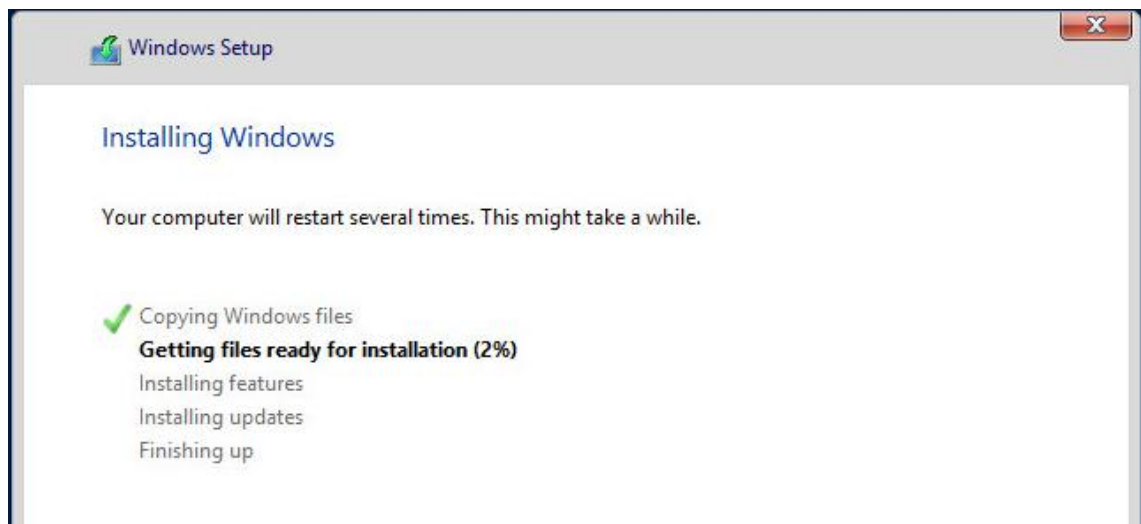 Windows Setup
Installing Windows
Your computer will restart several times. This might take a while.
Copying Windows files
Getting files ready for installation (2%)
Installing features
Installing updates
Finishing up